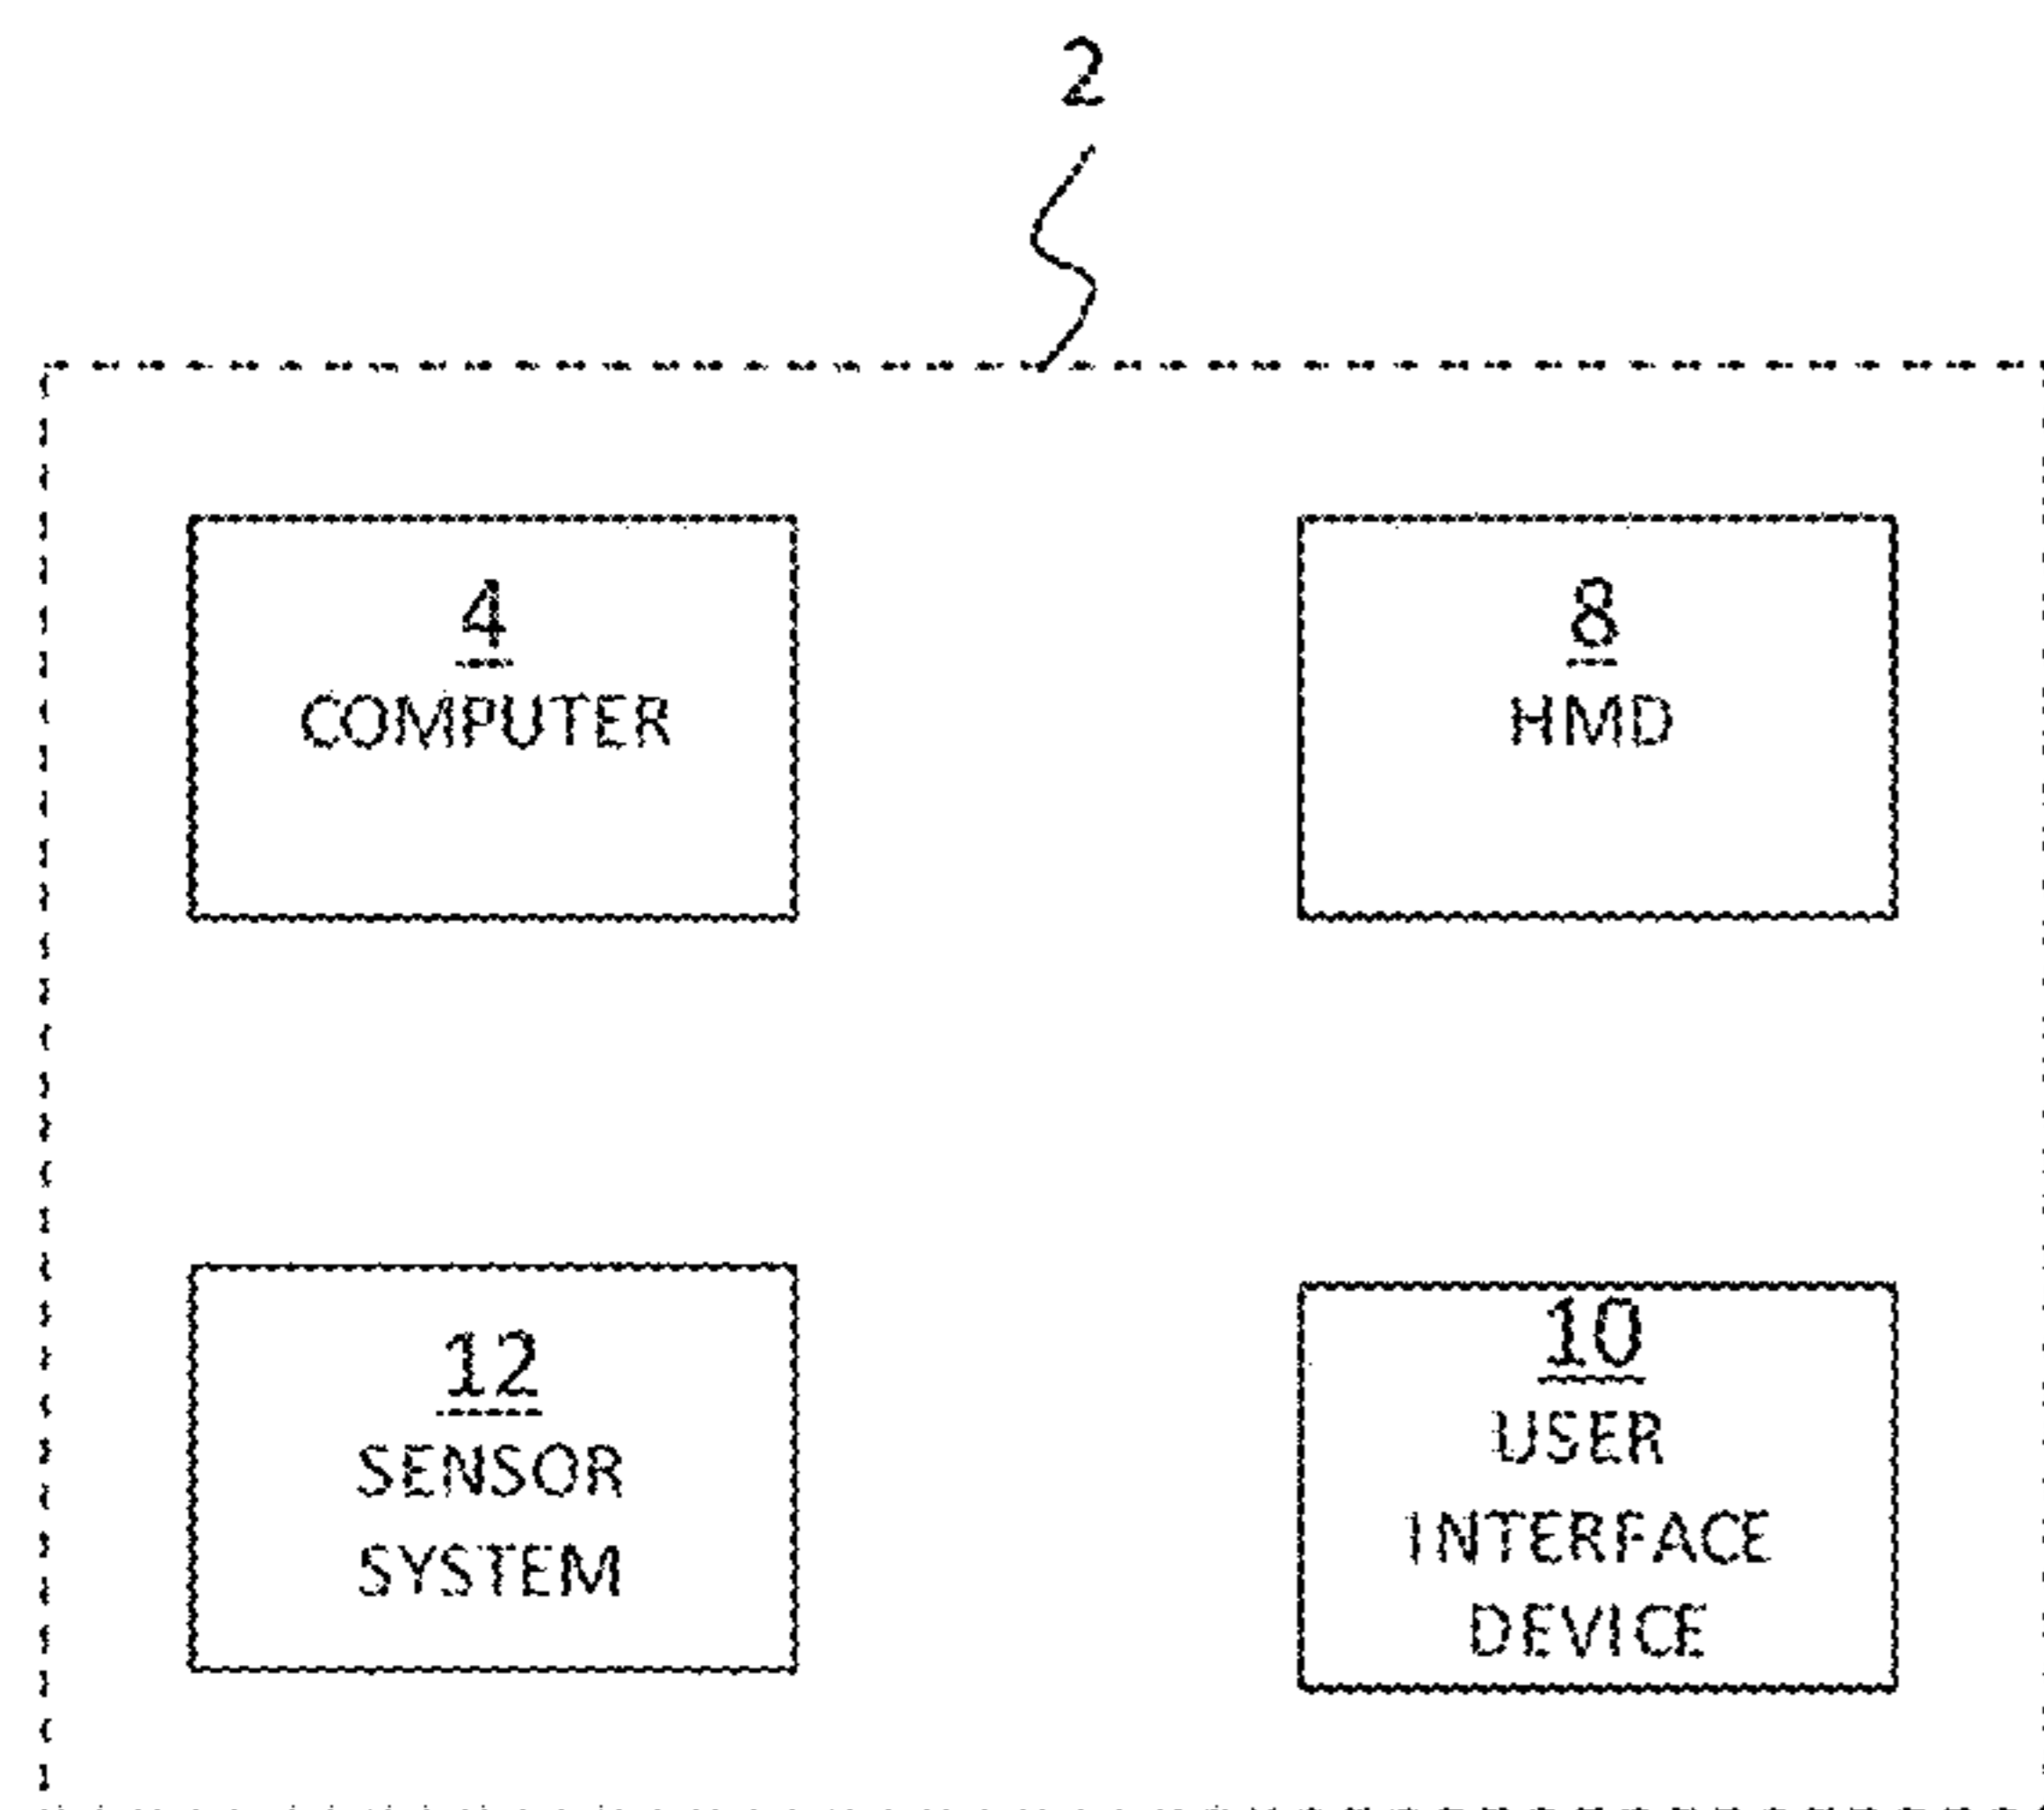 2
4
COMPUTER
8
HMD
12
SENSOR
SYSTEM
10
USER
INTERFACE
DEVICE